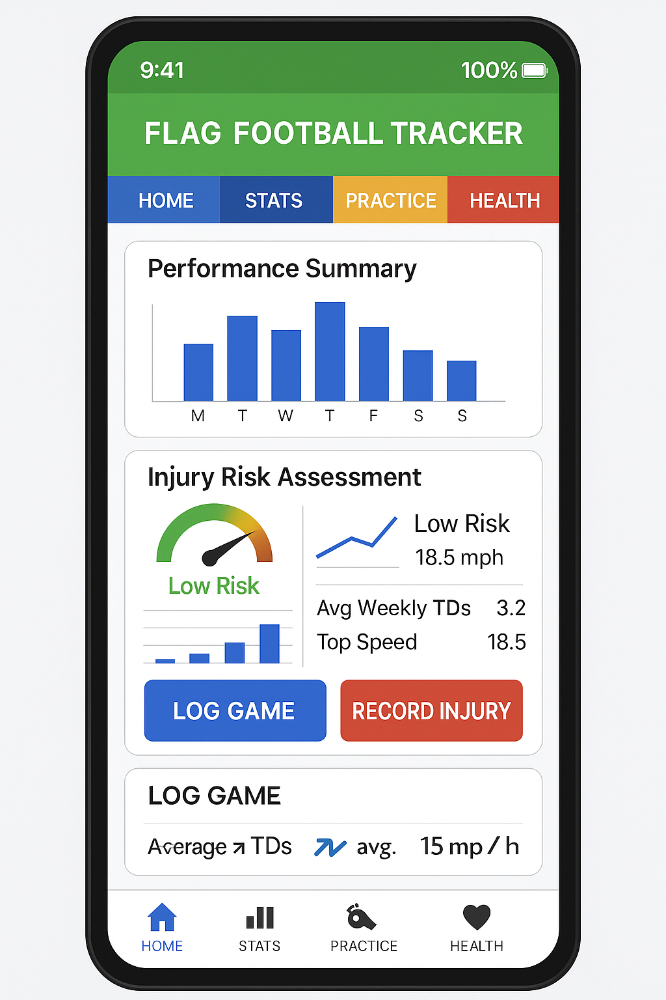 9:41 100%
FLAG FOOTBALL TRACKER
HOME STATS PRACTICE HEALTH
Performance Summary
M T W T F S S
Injury Risk Assessment
Low Risk
Low Risk
18.5 mph
Avg Weekly TDs 3.2
Top Speed 18.5
LOG GAME RECORD INJURY
LOG GAME
Acerage TDs avg. 15 mp/h
HOME STATS PRACTICE HEALTH